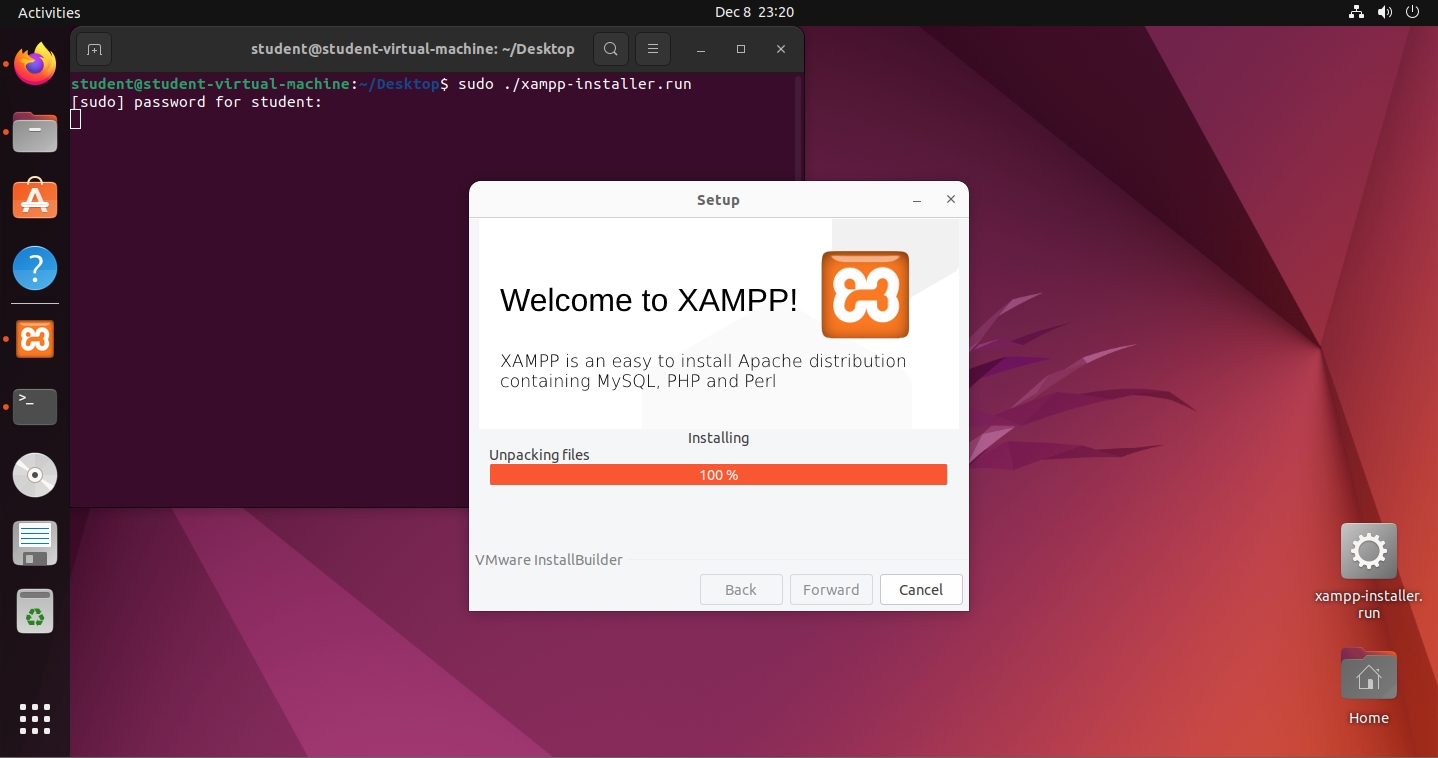 Activities
Dec 8 23:20
student@student-virtual-machine: ~/Desktop
student@student-virtual-machine:~/Desktop$ sudo ./xampp-installer.run
[sudo] password for student:
Setup
Welcome to XAMPP!
XAMPP is an easy to install Apache distribution
containing MySQL, PHP and Perl
Installing
Unpacking files
100 %
VMware InstallBuilder
Back
Forward
Cancel
xampp-installer.
run
Home